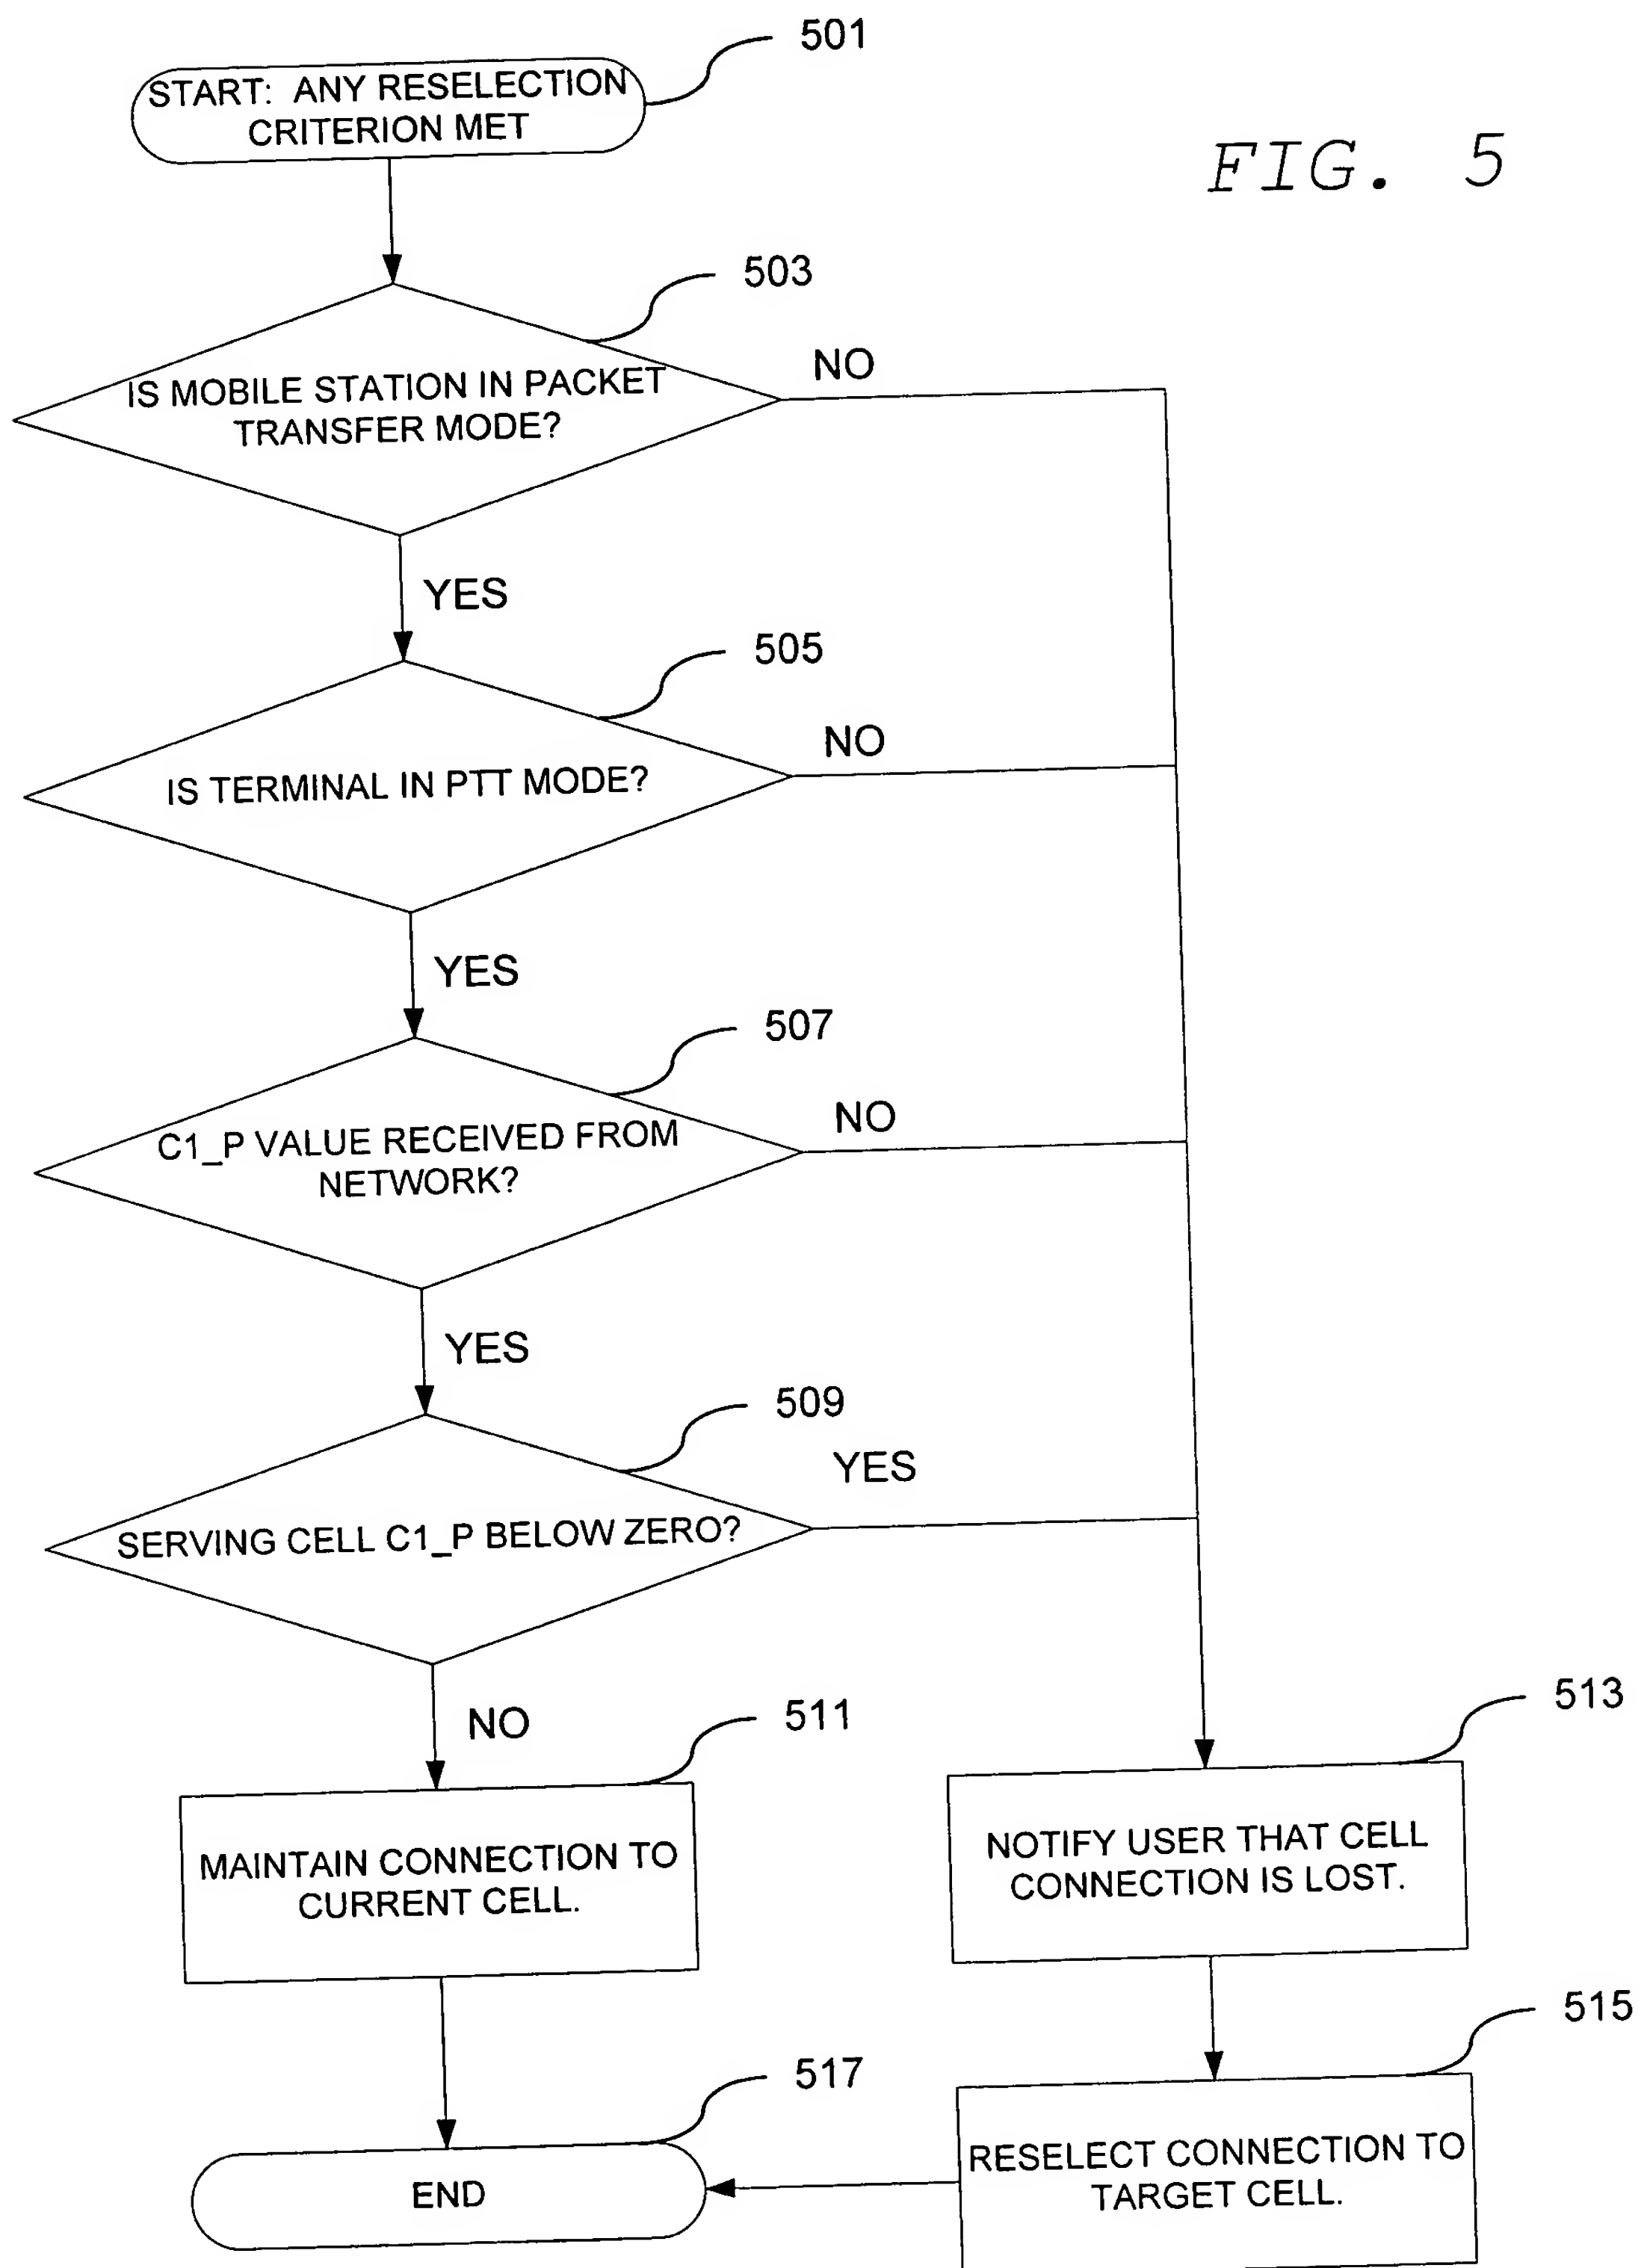 501
START: ANY RESELECTION
CRITERION MET
FIG. 5
503
IS MOBILE STATION IN PACKET
TRANSFER MODE?
NO
YES
505
IS TERMINAL IN PTT MODE?
NO
YES
507
C1_P VALUE RECEIVED FROM
NETWORK?
NO
YES
509
SERVING CELL C1_P BELOW ZERO?
YES
NO
511
MAINTAIN CONNECTION TO
CURRENT CELL.
513
NOTIFY USER THAT CELL
CONNECTION IS LOST.
515
RESELECT CONNECTION TO
TARGET CELL.
517
END